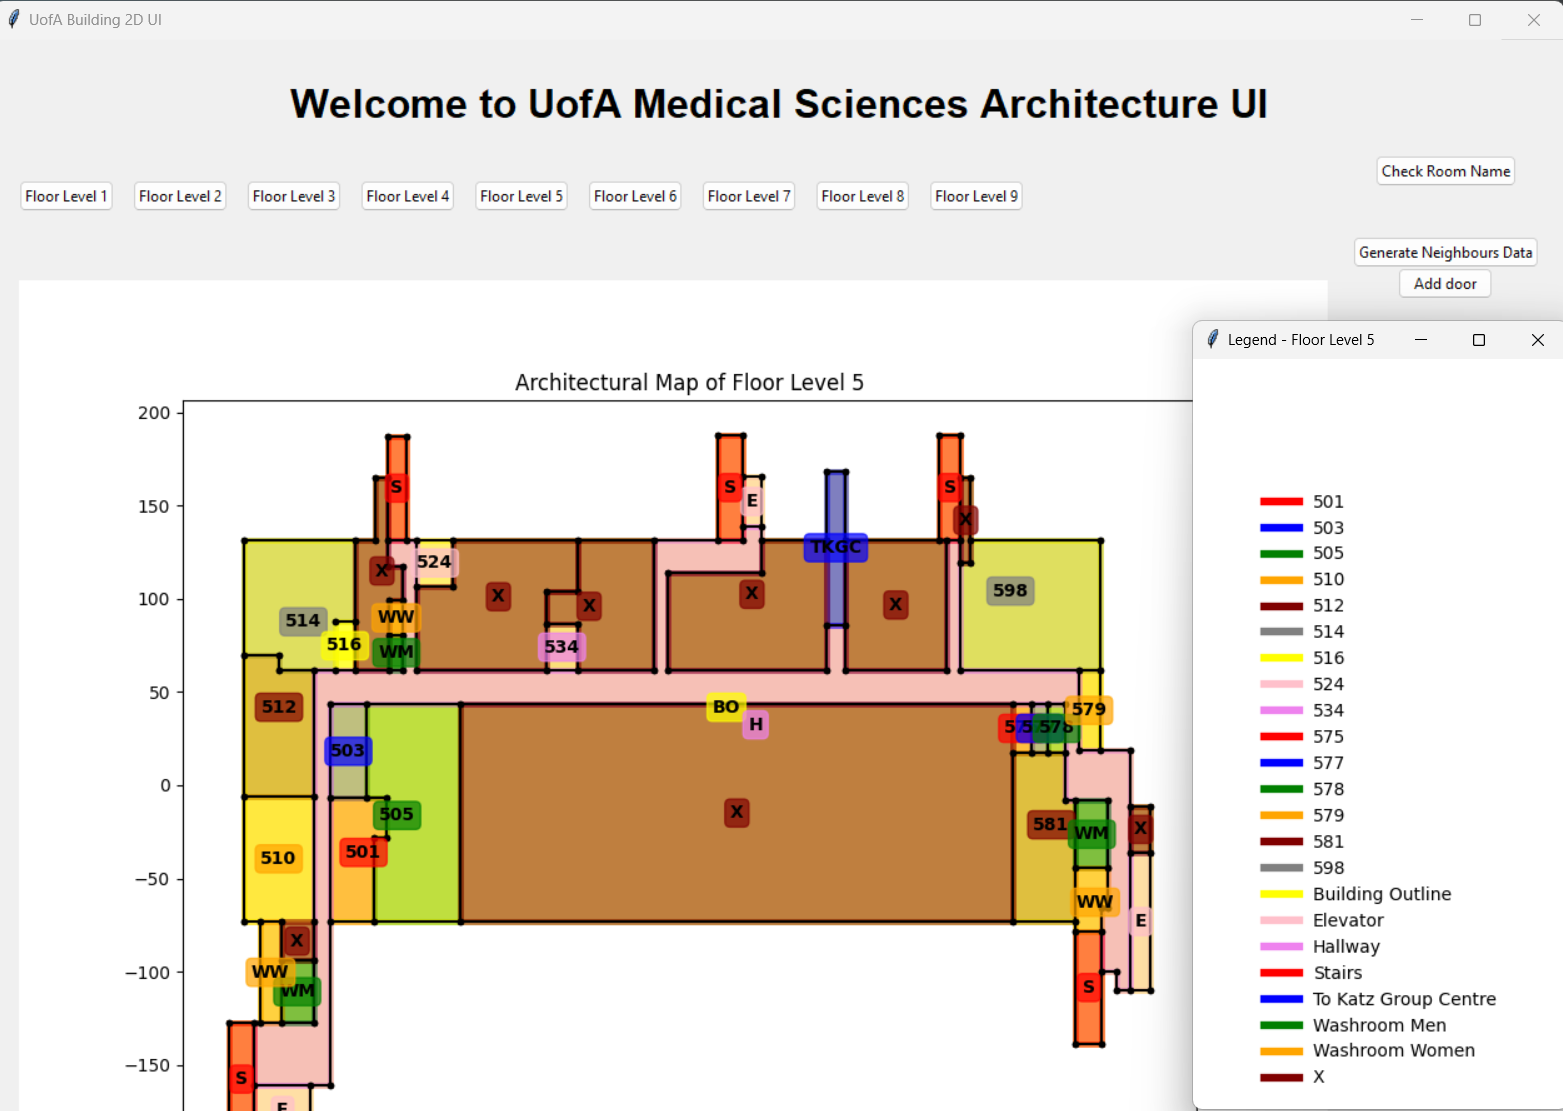 UofA Building 2D UI
Welcome to UofA Medical Sciences Architecture UI
Check Room Name
Floor Level 1 Floor Level 2 Floor Level 3 Floor Level 4 Floor Level 5 Floor Level 6 Floor Level 7 Floor Level 8 Floor Level 9
Generate Neighbours Data
Add door
Legend - Floor Level 5
Architectural Map of Floor Level 5
200
150
100
50
0
−50
−100
−150
S
S
E
S
X
TKGC
524
X
X
X
X
X
598
514
WW
516
WM
534
512
BO
H
579
578
503
X
505
581
WM
X
501
510
WW
E
X
WW
WM
S
S
E
501
503
505
510
512
514
516
524
534
575
577
578
579
581
598
Building Outline
Elevator
Hallway
Stairs
To Katz Group Centre
Washroom Men
Washroom Women
X